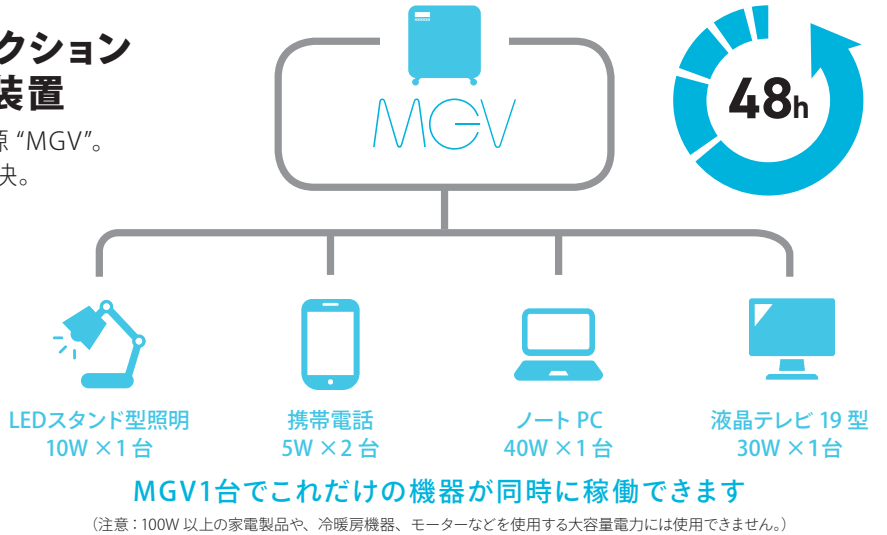 クション
装置
源 “MGV”。
決。
MGV
48h
LEDスタンド型照明
10W ×1 台
携帯電話
5W ×2 台
ノート PC
40W ×1 台
液晶テレビ 19 型
30W ×1台
MGV1台でこれだけの機器が同時に稼働できます
（注意：100W 以上の家電製品や、冷暖房機器、モーターなどを使用する大容量電力には使用できません。）